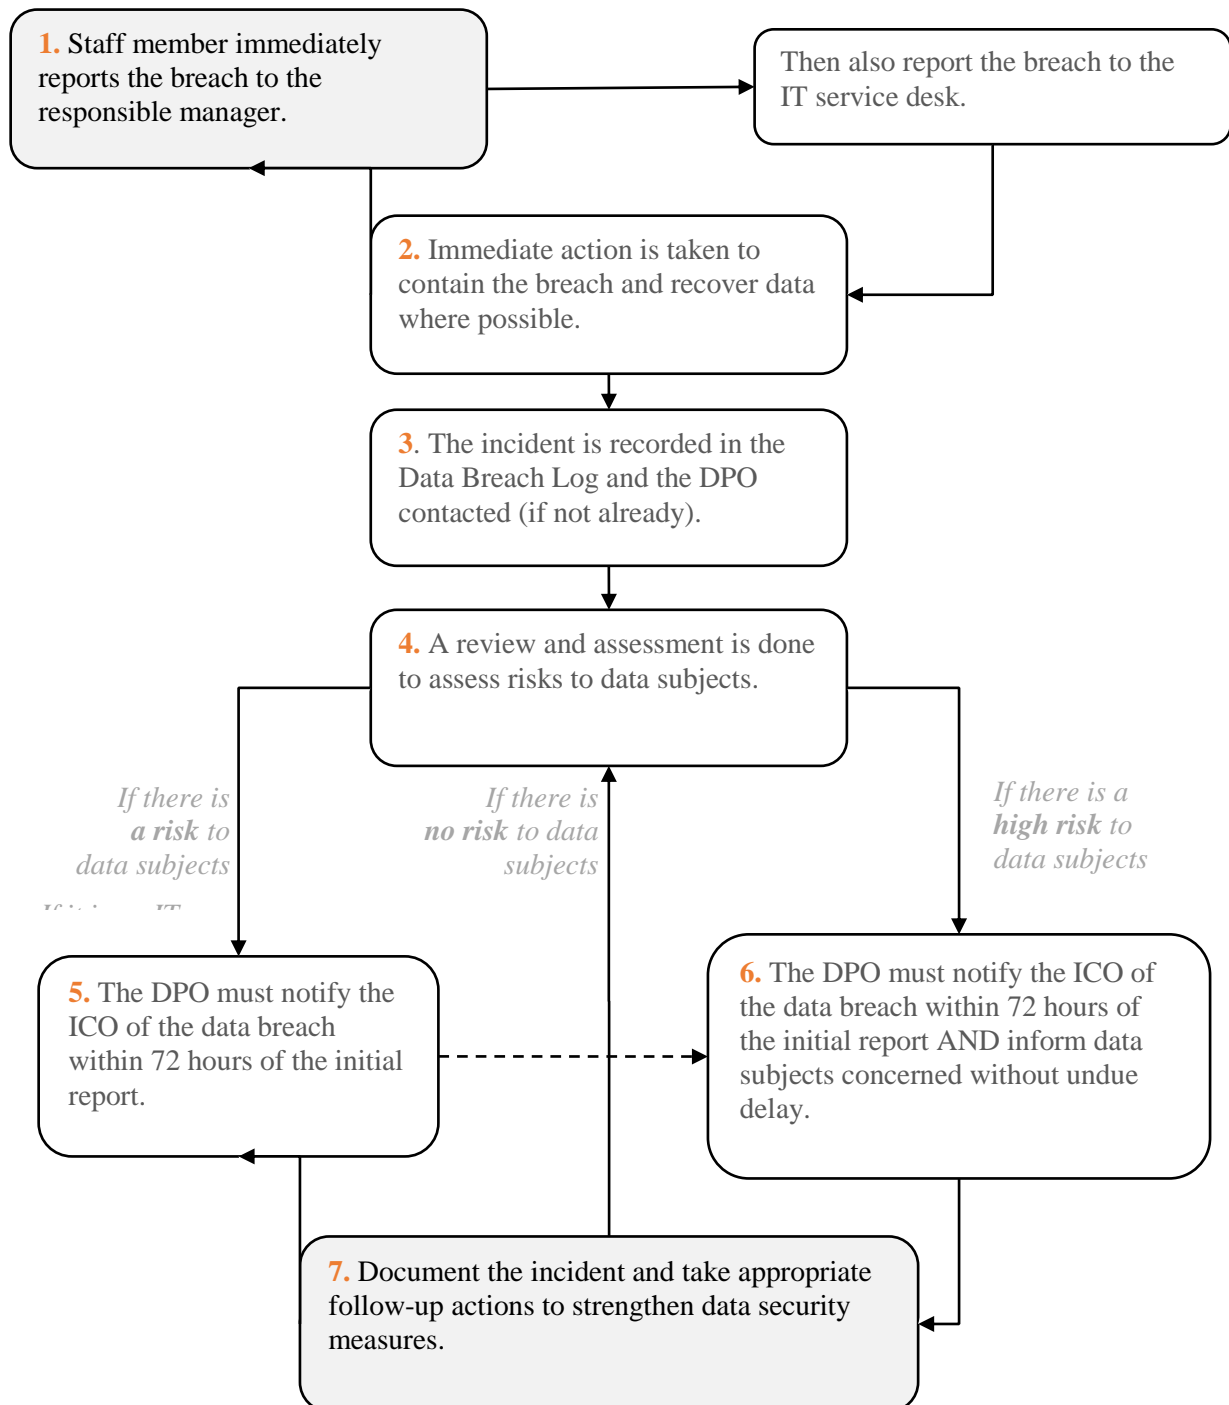 1. Staff member immediately
reports the breach to the
responsible manager.
Then also report the breach to the
IT service desk.
2. Immediate action is taken to
contain the breach and recover data
where possible.
3. The incident is recorded in the
Data Breach Log and the DPO
contacted (if not already).
4. A review and assessment is done
to assess risks to data subjects.
If there is
a risk to
data subjects
If there is
no risk to data
subjects
If there is a
high risk to
data subjects
5. The DPO must notify the
ICO of the data breach
within 72 hours of the initial
report.
6. The DPO must notify the ICO of
the data breach within 72 hours of
the initial report AND inform data
subjects concerned without undue
delay.
7. Document the incident and take appropriate
follow-up actions to strengthen data security
measures.